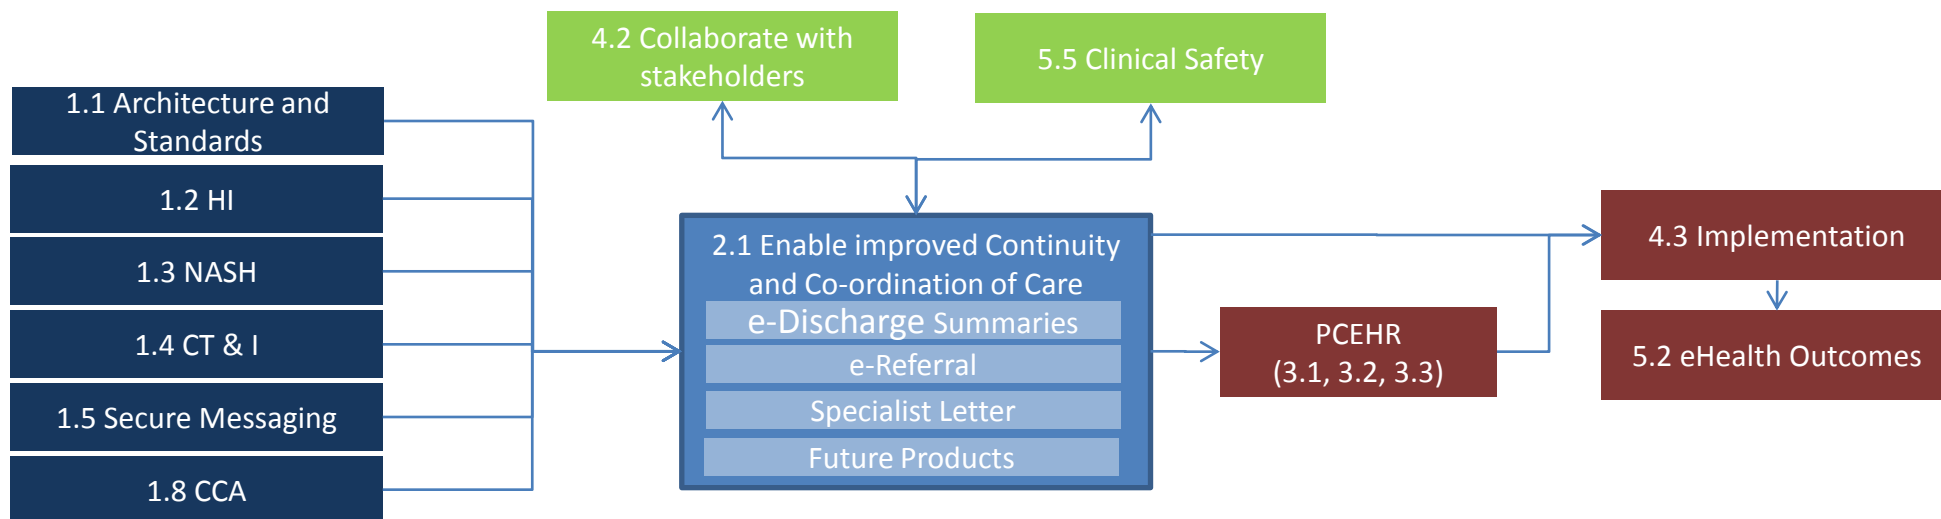 4.2 Collaborate with
stakeholders
5.5 Clinical Safety
1.1 Architecture and
Standards
1.2 HI
1.3 NASH
1.4 CT & I
1.5 Secure Messaging
1.8 CCA
2.1 Enable improved Continuity
and Co-ordination of Care
e-Discharge Summaries
e-Referral
Specialist Letter
Future Products
PCEHR
(3.1, 3.2, 3.3)
4.3 Implementation
5.2 eHealth Outcomes